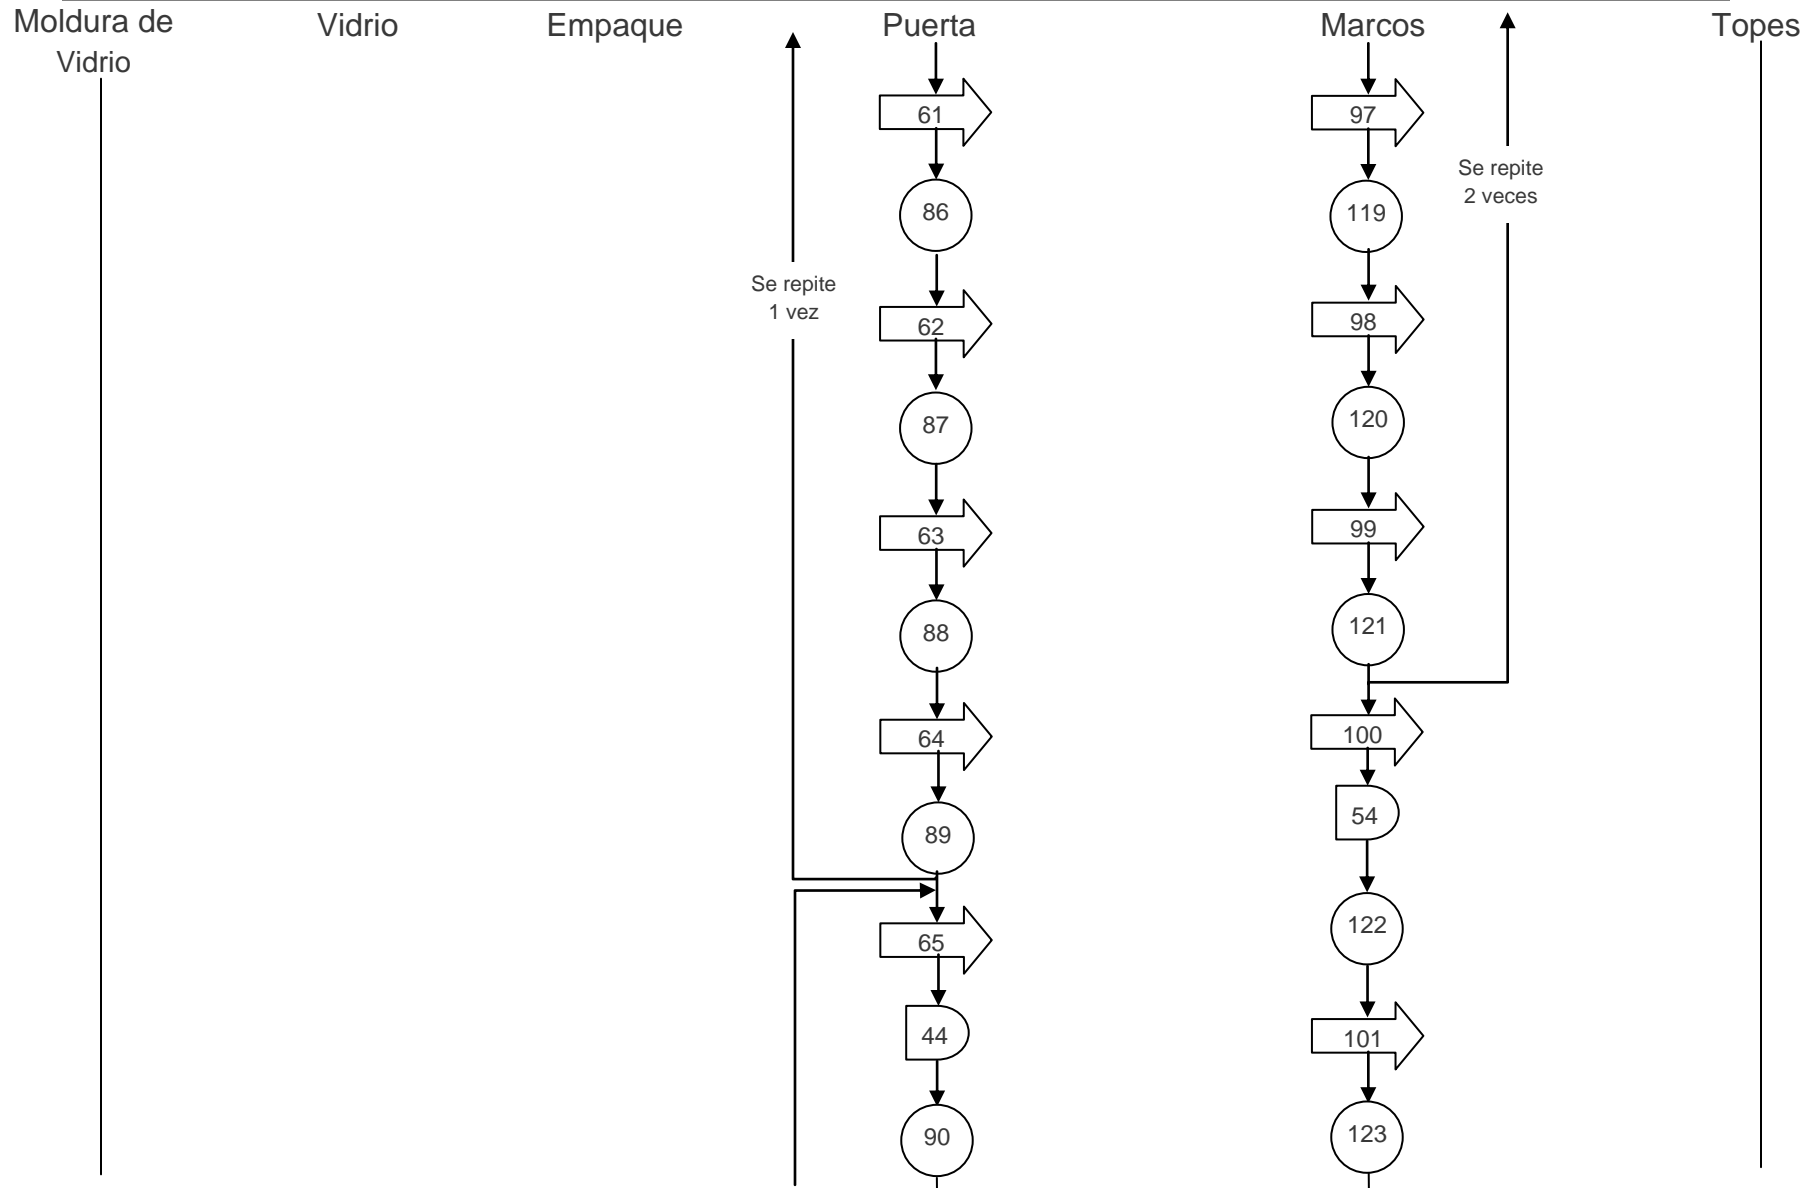 Moldura de
Vidrio
Vidrio
Empaque
Puerta
Marcos
Topes
61
86
62
87
63
88
64
89
65
44
90
Se repite
1 vez
97
119
98
120
99
121
100
54
122
101
123
Se repite
2 veces